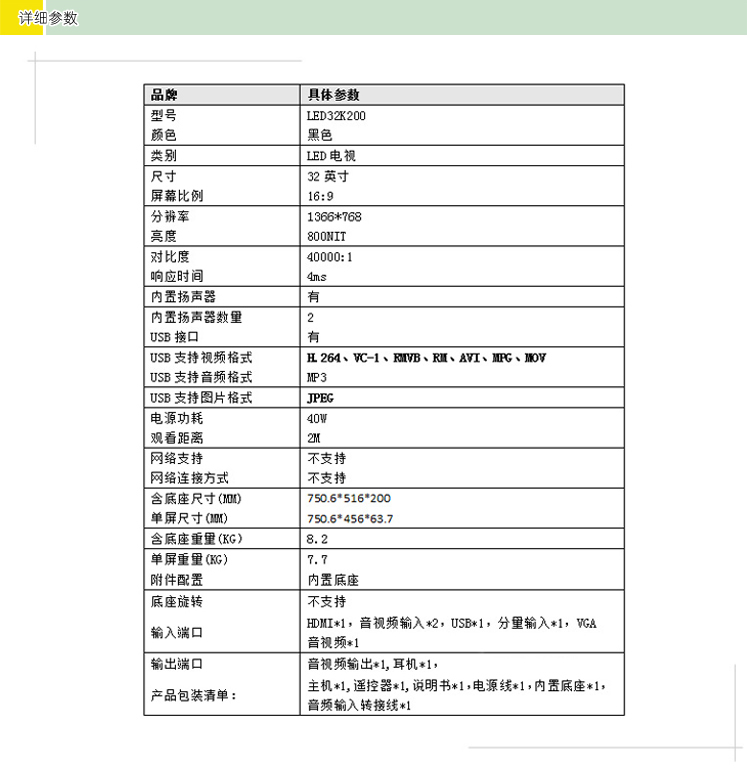 详细参数
品牌 具体参数
型号 LED32K200
颜色 黑色
类别 LED 电视
尺寸 32 英寸
屏幕比例 16:9
分辨率 1366*768
亮度 800NIT
对比度 40000:1
响应时间 4ms
内置扬声器 有
内置扬声器数量 2
USB 接口 有
USB 支持视频格式 H.264、VC-1、RMVB、RM、AVI、MPG、MOV
USB 支持音频格式 MP3
USB 支持图片格式 JPEG
电源功耗 40W
观看距离 2M
网络支持 不支持
网络连接方式 不支持
含底座尺寸(MM) 750.6*516*200
单屏尺寸(MM) 750.6*456*63.7
含底座重量(KG) 8.2
单屏重量(KG) 7.7
附件配置 内置底座
底座旋转 不支持
输入端口 HDMI*1，音视频输入*2，USB*1，分量输入*1，VGA
音视频*1
输出端口 音视频输出*1,耳机*1，
产品包装清单： 主机*1,遥控器*1,说明书*1,电源线*1，内置底座*1，
音频输入转接线*1